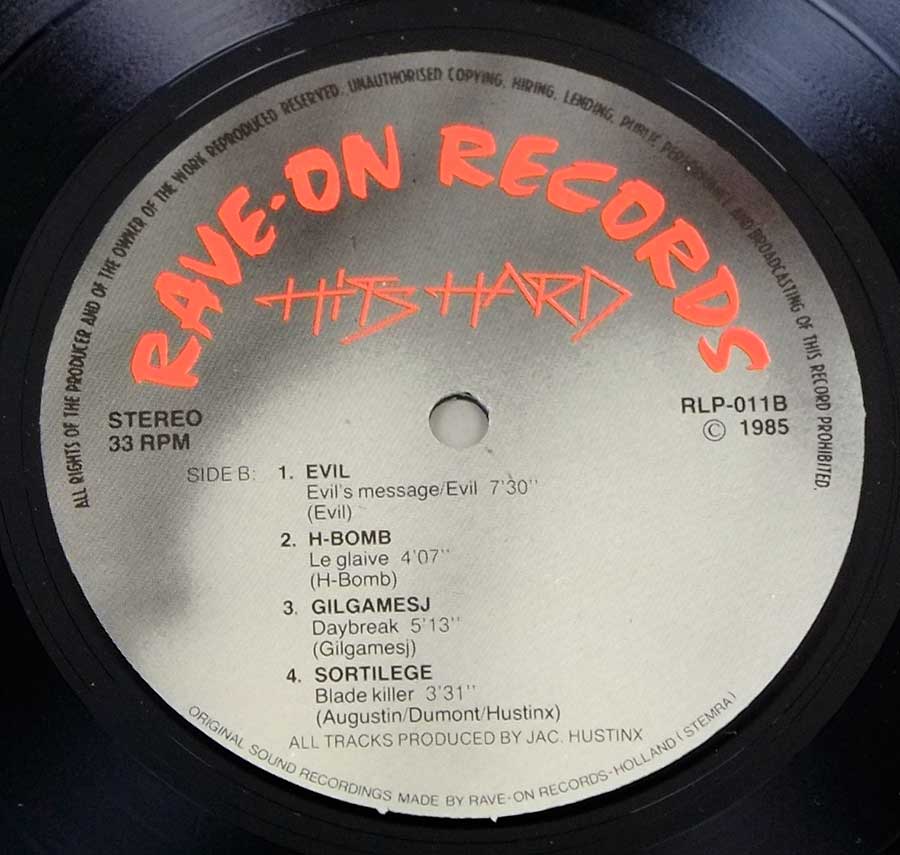 ALL RIGHTS OF THE PRODUCER AND OF THE OWNER OF THE WORK REPRODUCED RESERVED. UNAUTHORISED COPYING, HIRING, LENDING, PUBLIC PERFORMANCE AND BROADCASTING OF THIS RECORD PROHIBITED.
RAVE-ON RECORDS
HITS HARD
STEREO
33 RPM
RLP-011B
© 1985
SIDE B: 1. EVIL
Evil's message/Evil 7'30''
(Evil)
2. H-BOMB
Le glaive 4'07''
(H-Bomb)
3. GILGAMESJ
Daybreak 5'13''
(Gilgamesj)
4. SORTILEGE
Blade killer 3'31''
(Augustin/Dumont/Hustinx)
ALL TRACKS PRODUCED BY JAC. HUSTINX
ORIGINAL SOUND RECORDINGS MADE BY RAVE-ON RECORDS-HOLLAND (STEMRA)